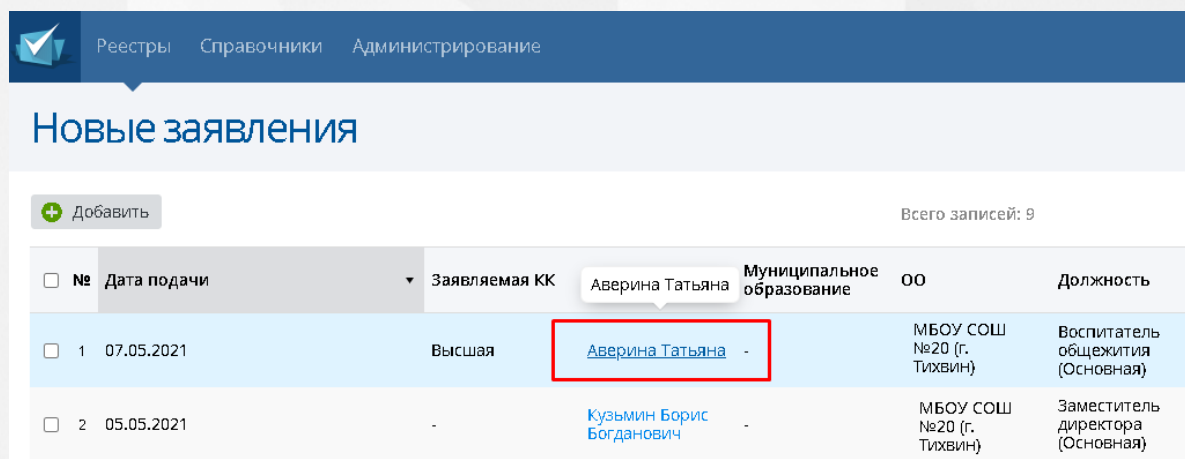 Реестры Справочники Администрирование
Новые заявления
Добавить
Всего записей: 9
№ Дата подачи Заявляемая КК Аверина Татьяна Муниципальное образование ОО Должность
1 07.05.2021 Высшая Аверина Татьяна - МБОУ СОШ №20 (г. Тихвин) Воспитатель общежития (Основная)
2 05.05.2021 - Кузьмин Борис Богданович - МБОУ СОШ №20 (г. Тихвин) Заместитель директора (Основная)